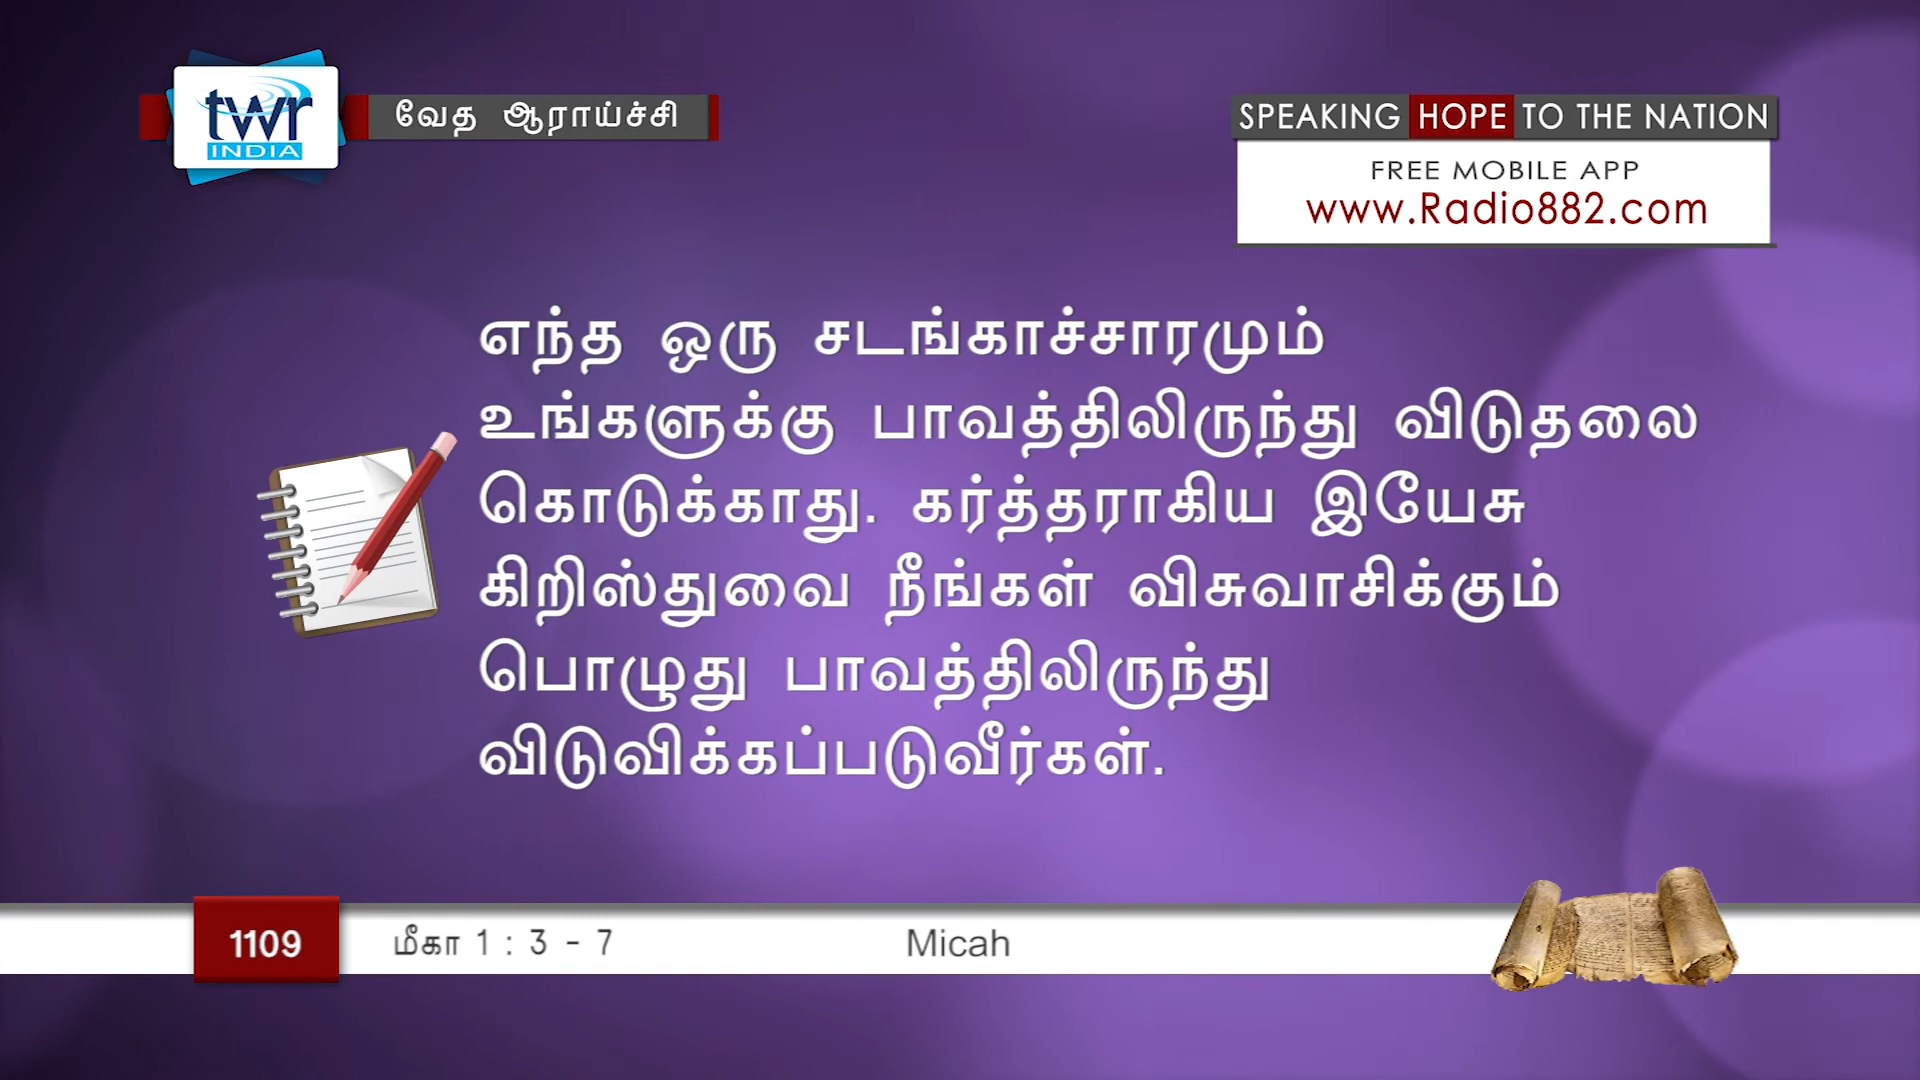 twr
INDIA
வேத ஆராய்ச்சி
SPEAKING HOPE TO THE NATION
FREE MOBILE APP
www.Radio882.com
எந்த ஒரு சடங்காச்சாரமும்
உங்களுக்கு பாவத்திலிருந்து விடுதலை
கொடுக்காது. கர்த்தராகிய இயேசு
கிறிஸ்துவை நீங்கள் விசுவாசிக்கும்
பொழுது பாவத்திலிருந்து
விடுவிக்கப்படுவீர்கள்.
1109 மீகா 1 : 3 - 7 Micah